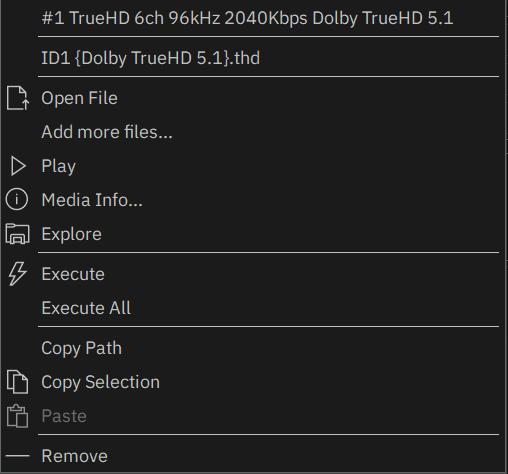 #1 TrueHD 6ch 96kHz 2040Kbps Dolby TrueHD 5.1
ID1 {Dolby TrueHD 5.1}.thd
Open File
Add more files...
Play
Media Info...
Explore
Execute
Execute All
Copy Path
Copy Selection
Paste
Remove